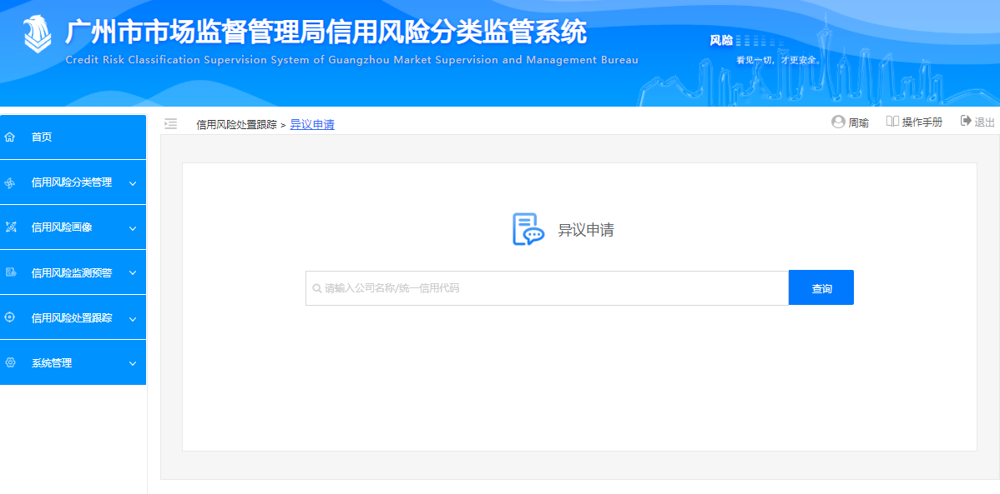 广州市市场监督管理局信用风险分类监管系统
Credit Risk Classification Supervision System of Guangzhou Market Supervision and Management Bureau
风险
看见一切，才更安全。
首页
信用风险分类管理
信用风险画像
信用风险监测预警
信用风险处置跟踪
系统管理
信用风险处置跟踪 > 异议申请
周瑜 操作手册 退出
异议申请
请输入公司名称/统一信用代码 查询